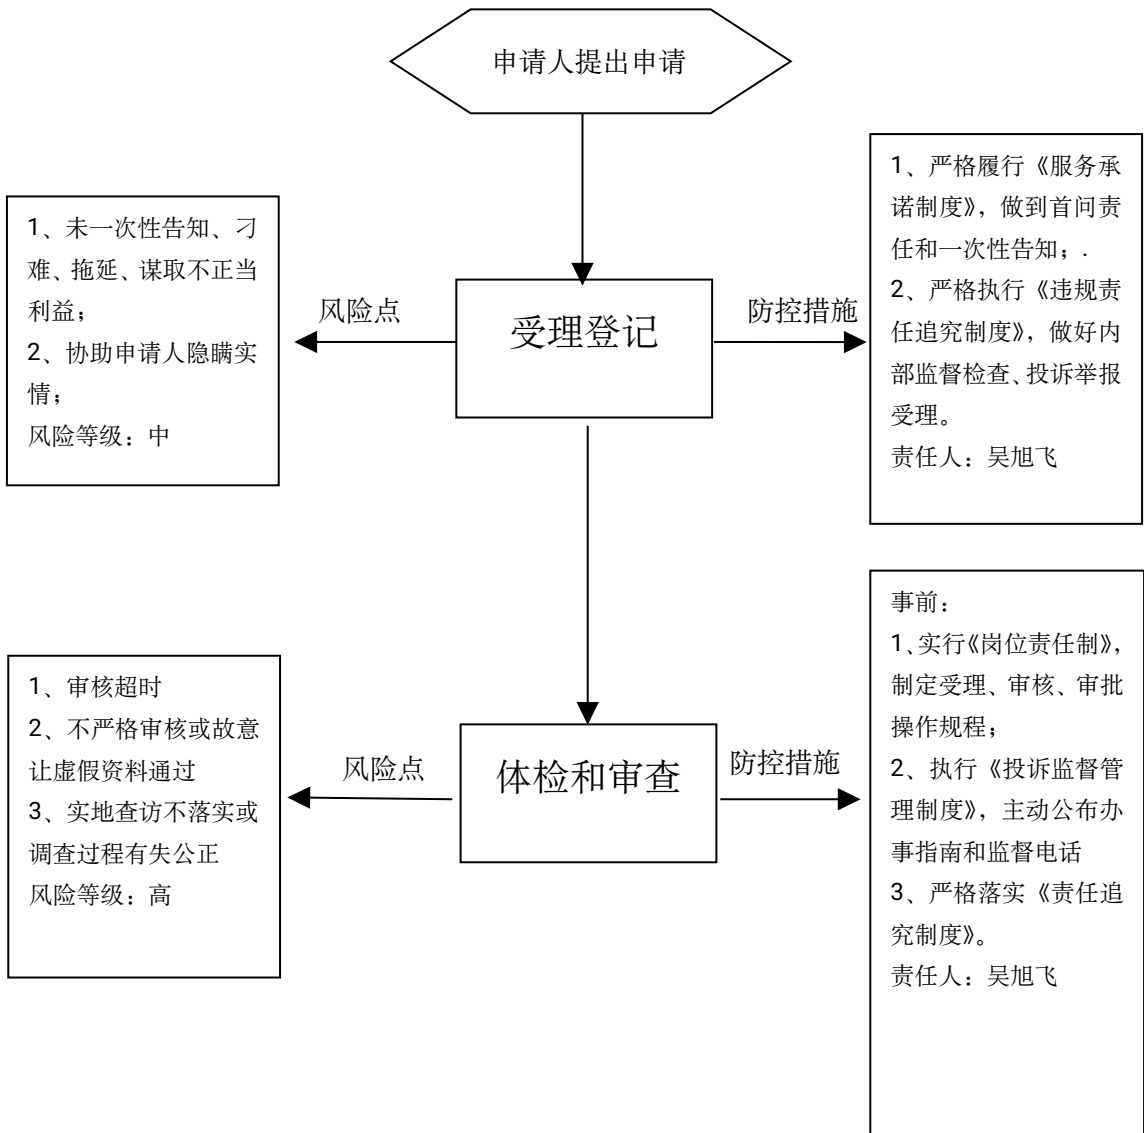 申请人提出申请
1、未一次性告知、刁
难、拖延、谋取不正当
利益；
2、协助申请人隐瞒实
情；
风险等级：中
风险点
受理登记
防控措施
1、严格履行《服务承
诺制度》，做到首问责
任和一次性告知；.
2、严格执行《违规责
任追究制度》，做好内
部监督检查、投诉举报
受理。
责任人：吴旭飞
1、审核超时
2、不严格审核或故意
让虚假资料通过
3、实地查访不落实或
调查过程有失公正
风险等级：高
风险点
体检和审查
防控措施
事前：
1、实行《岗位责任制》，
制定受理、审核、审批
操作规程；
2、执行《投诉监督管
理制度》，主动公布办
事指南和监督电话
3、严格落实《责任追
究制度》。
责任人：吴旭飞